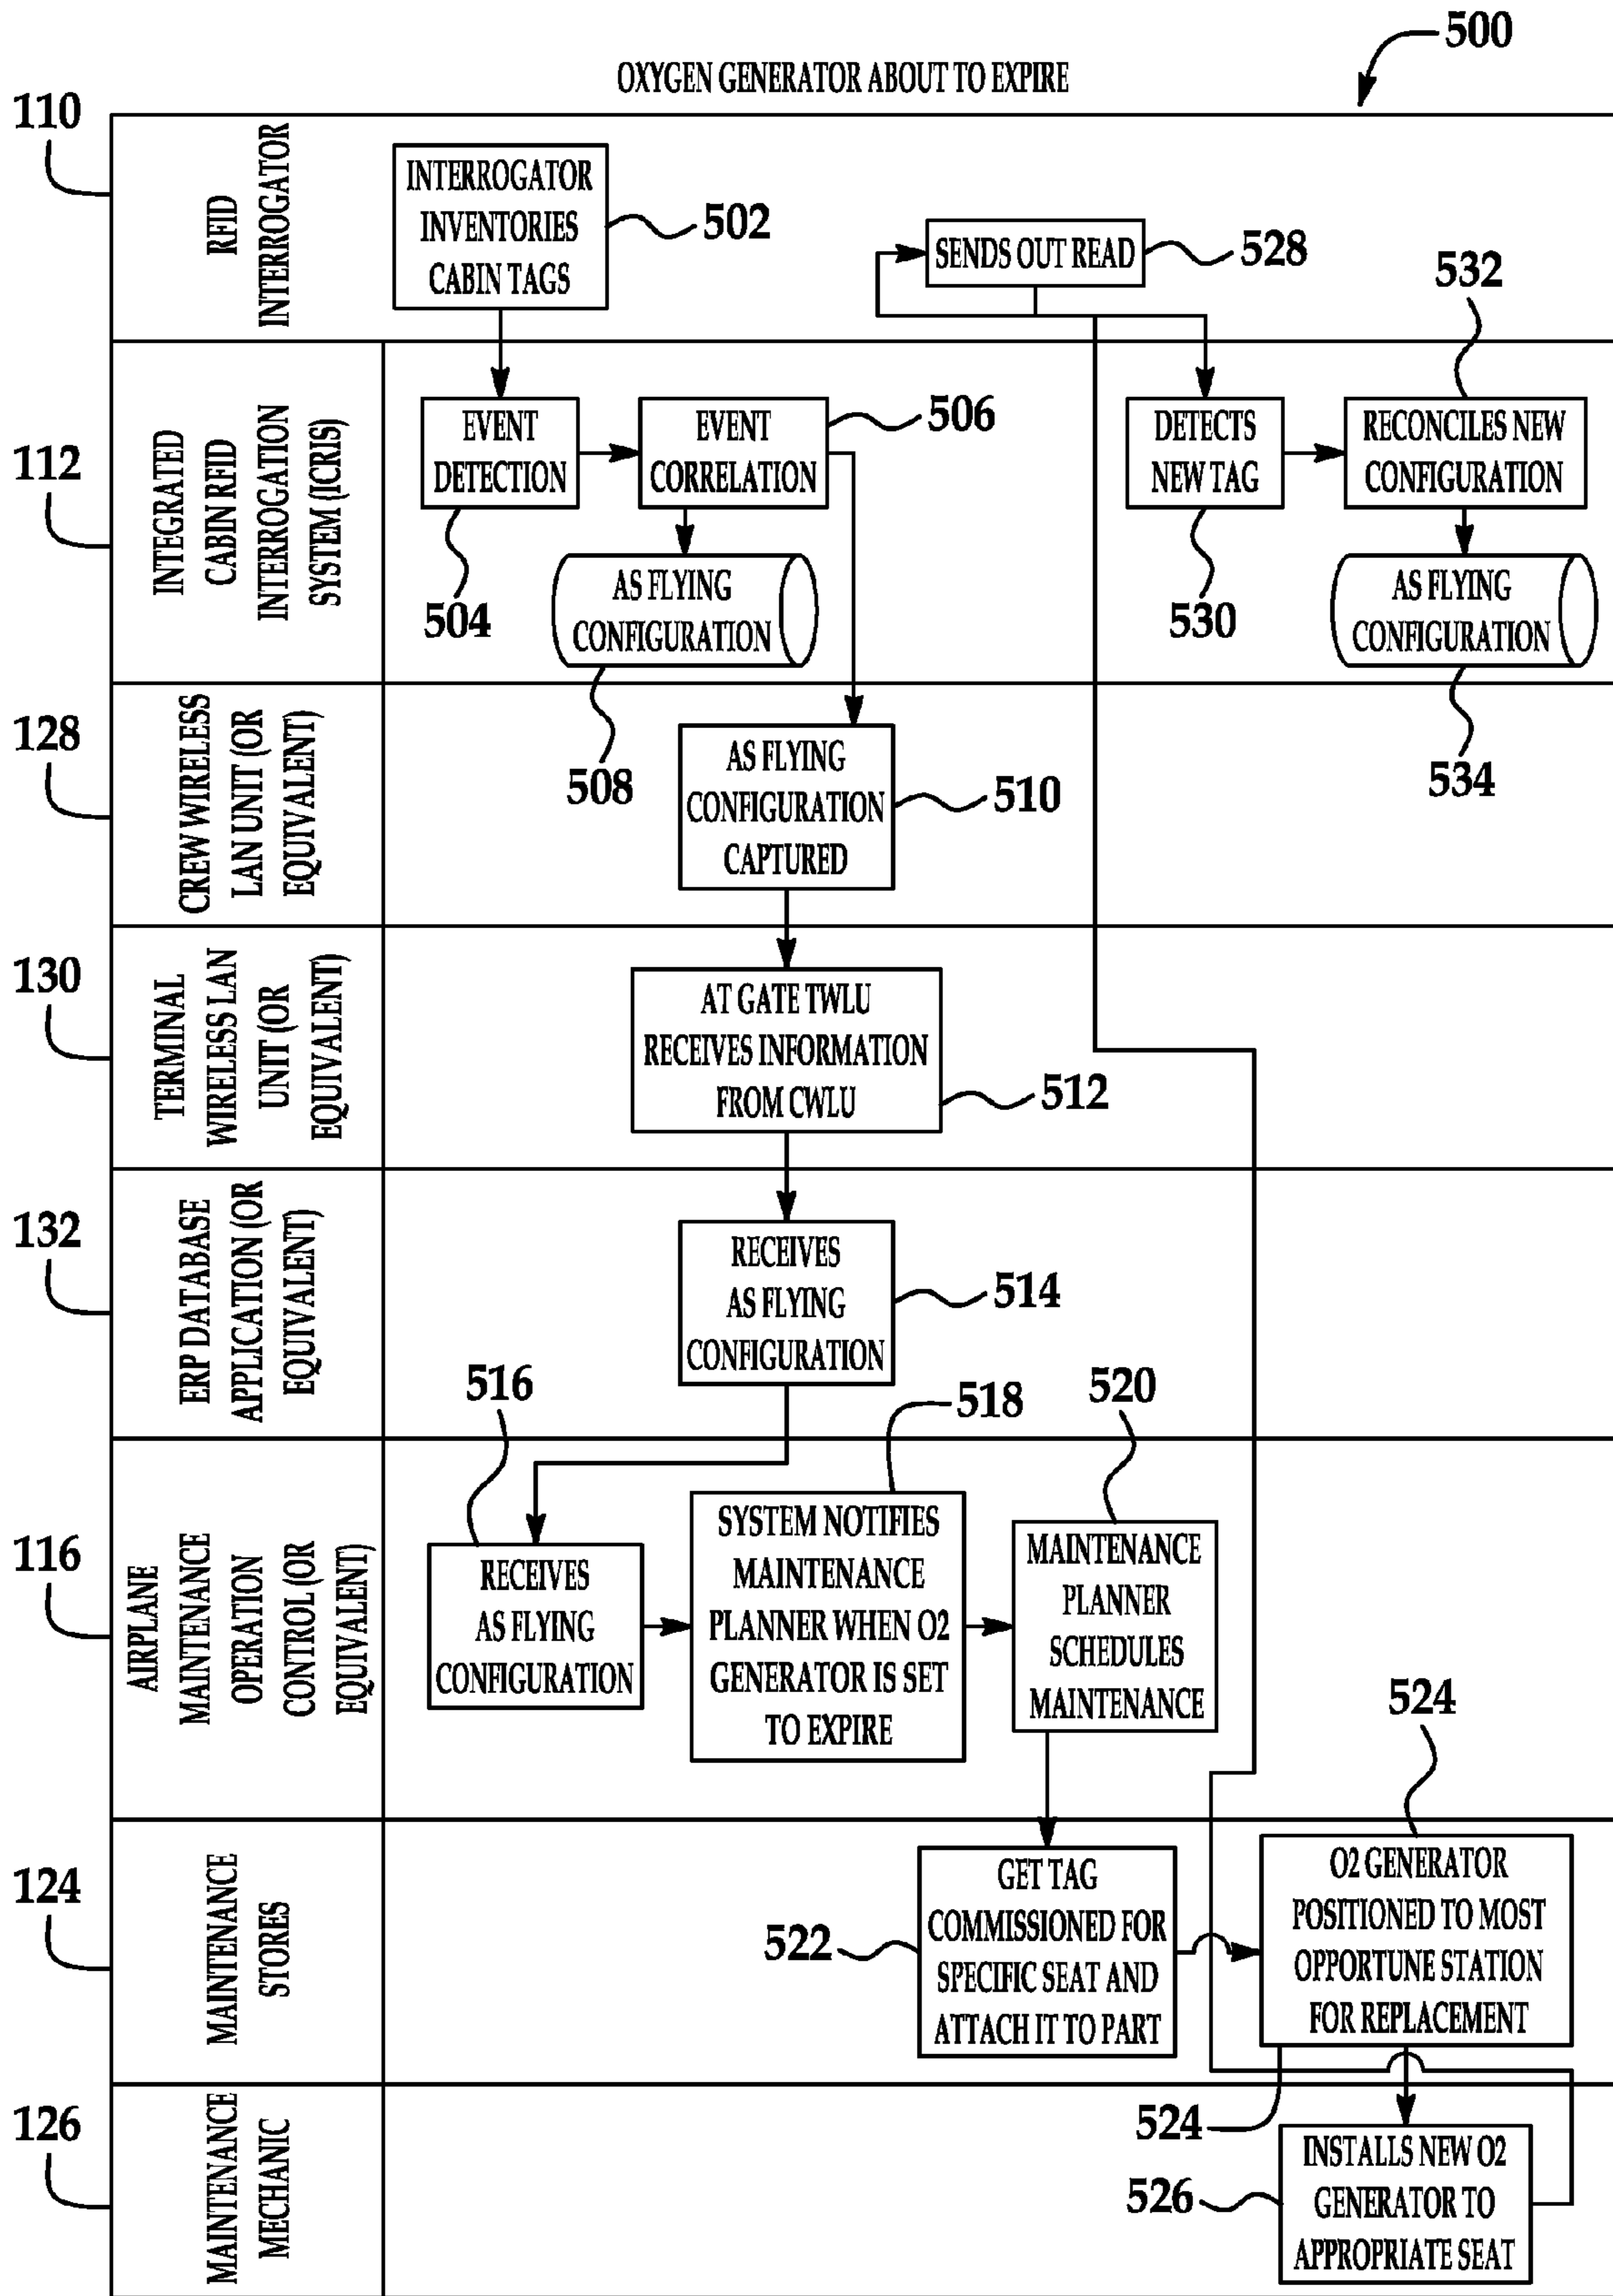 500
OXYGEN GENERATOR ABOUT TO EXPIRE
110
RFID
INTERROGATOR
INTERROGATOR
INVENTORIES
CABIN TAGS
502
SENDS OUT READ
528
532
112
INTEGRATED
CABIN RFID
INTERROGATION
SYSTEM (ICRIS)
EVENT
DETECTION
504
EVENT
CORRELATION
506
AS FLYING
CONFIGURATION
508
DETECTS
NEW TAG
530
RECONCILES NEW
CONFIGURATION
AS FLYING
CONFIGURATION
534
128
CREW WIRELESS
LAN UNIT (OR
EQUIVALENT)
AS FLYING
CONFIGURATION
CAPTURED
510
130
TERMINAL
WIRELESS LAN
UNIT (OR
EQUIVALENT)
AT GATE TWLU
RECEIVES INFORMATION
FROM CWLU
512
132
ERP DATABASE
APPLICATION (OR
EQUIVALENT)
RECEIVES
AS FLYING
CONFIGURATION
514
516
518
520
116
AIRPLANE
MAINTENANCE
OPERATION
CONTROL (OR
EQUIVALENT)
RECEIVES
AS FLYING
CONFIGURATION
SYSTEM NOTIFIES
MAINTENANCE
PLANNER WHEN O2
GENERATOR IS SET
TO EXPIRE
MAINTENANCE
PLANNER
SCHEDULES
MAINTENANCE
524
124
MAINTENANCE
STORES
522
GET TAG
COMMISSIONED FOR
SPECIFIC SEAT AND
ATTACH IT TO PART
O2 GENERATOR
POSITIONED TO MOST
OPPORTUNE STATION
FOR REPLACEMENT
524
126
MAINTENANCE
MECHANIC
526
INSTALLS NEW O2
GENERATOR TO
APPROPRIATE SEAT